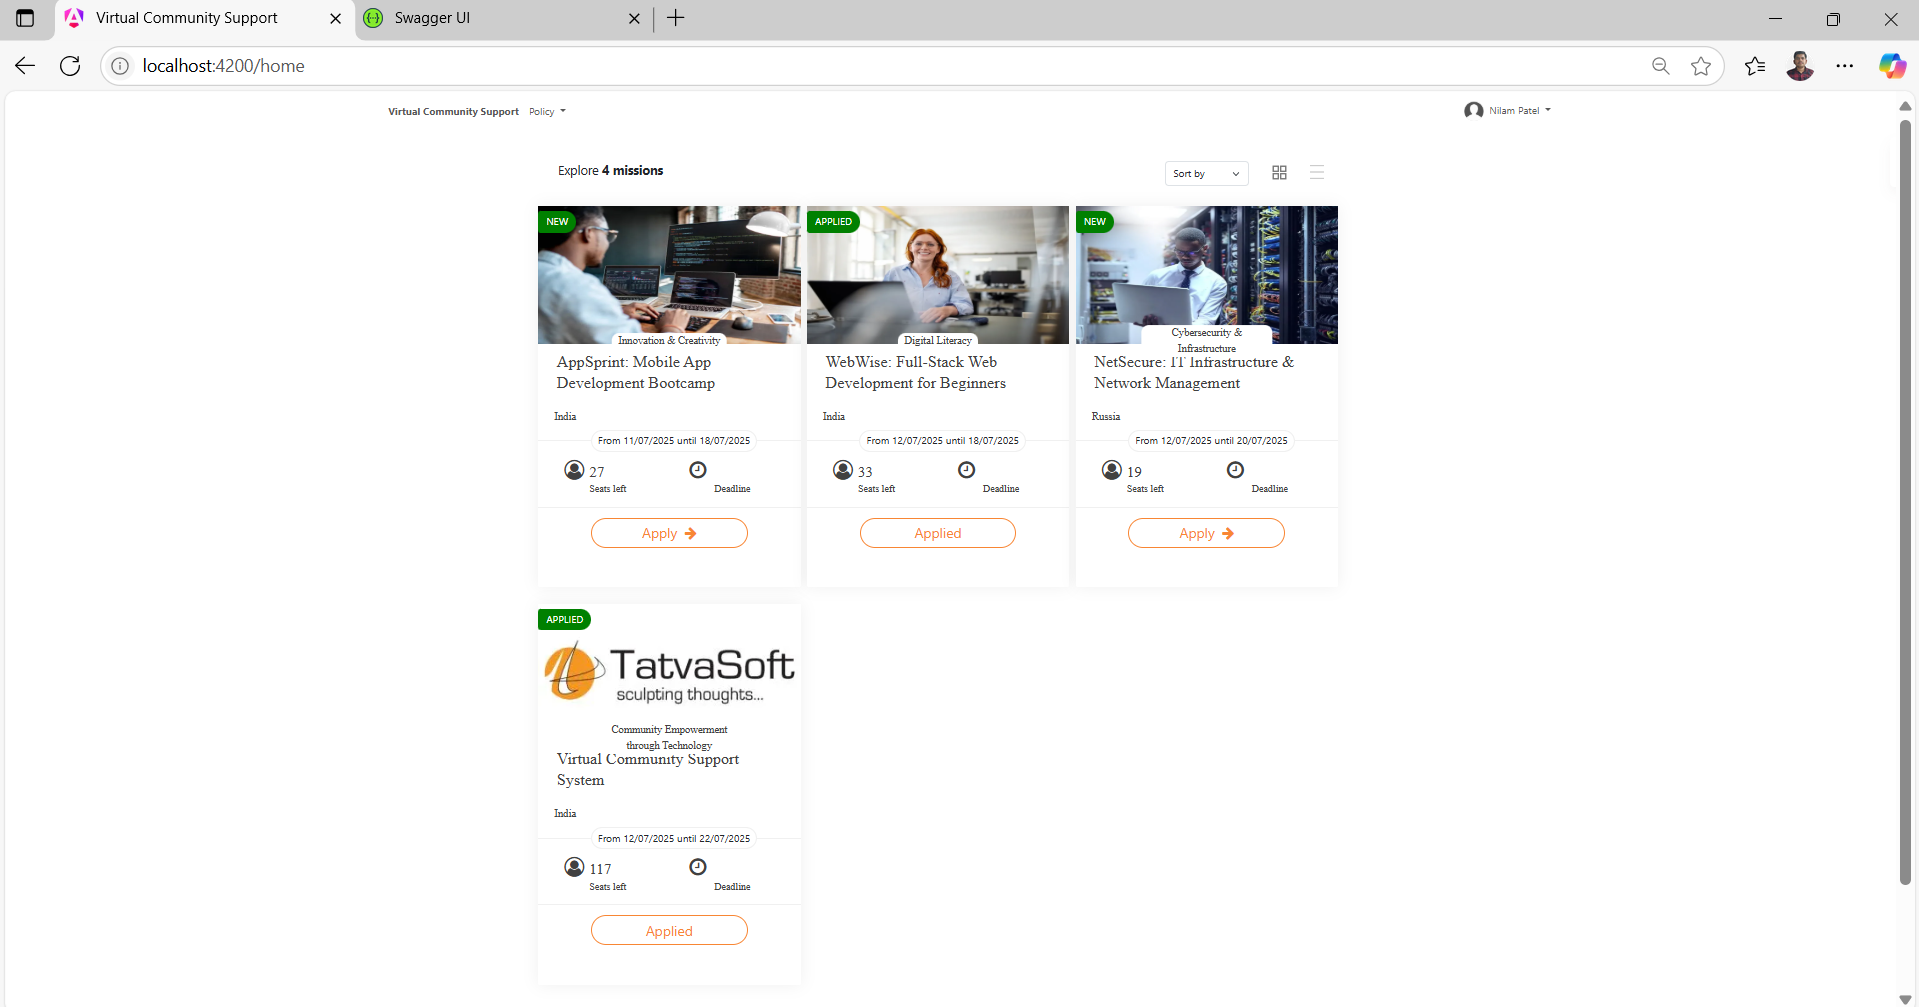 Virtual Community Support
Swagger UI
localhost:4200/home
Virtual Community Support Policy
Nilam Patel
Explore 4 missions
Sort by
NEW
Innovation & Creativity
AppSprint: Mobile App
Development Bootcamp
India
From 11/07/2025 until 18/07/2025
27
Seats left
Deadline
Apply
APPLIED
Digital Literacy
WebWise: Full-Stack Web
Development for Beginners
India
From 12/07/2025 until 18/07/2025
33
Seats left
Deadline
Applied
NEW
Cybersecurity &
Infrastructure
NetSecure: IT Infrastructure &
Network Management
Russia
From 12/07/2025 until 20/07/2025
19
Seats left
Deadline
Apply
APPLIED
TatvaSoft
sculpting thoughts...
Community Empowerment
through Technology
Virtual Community Support
System
India
From 12/07/2025 until 22/07/2025
117
Seats left
Deadline
Applied